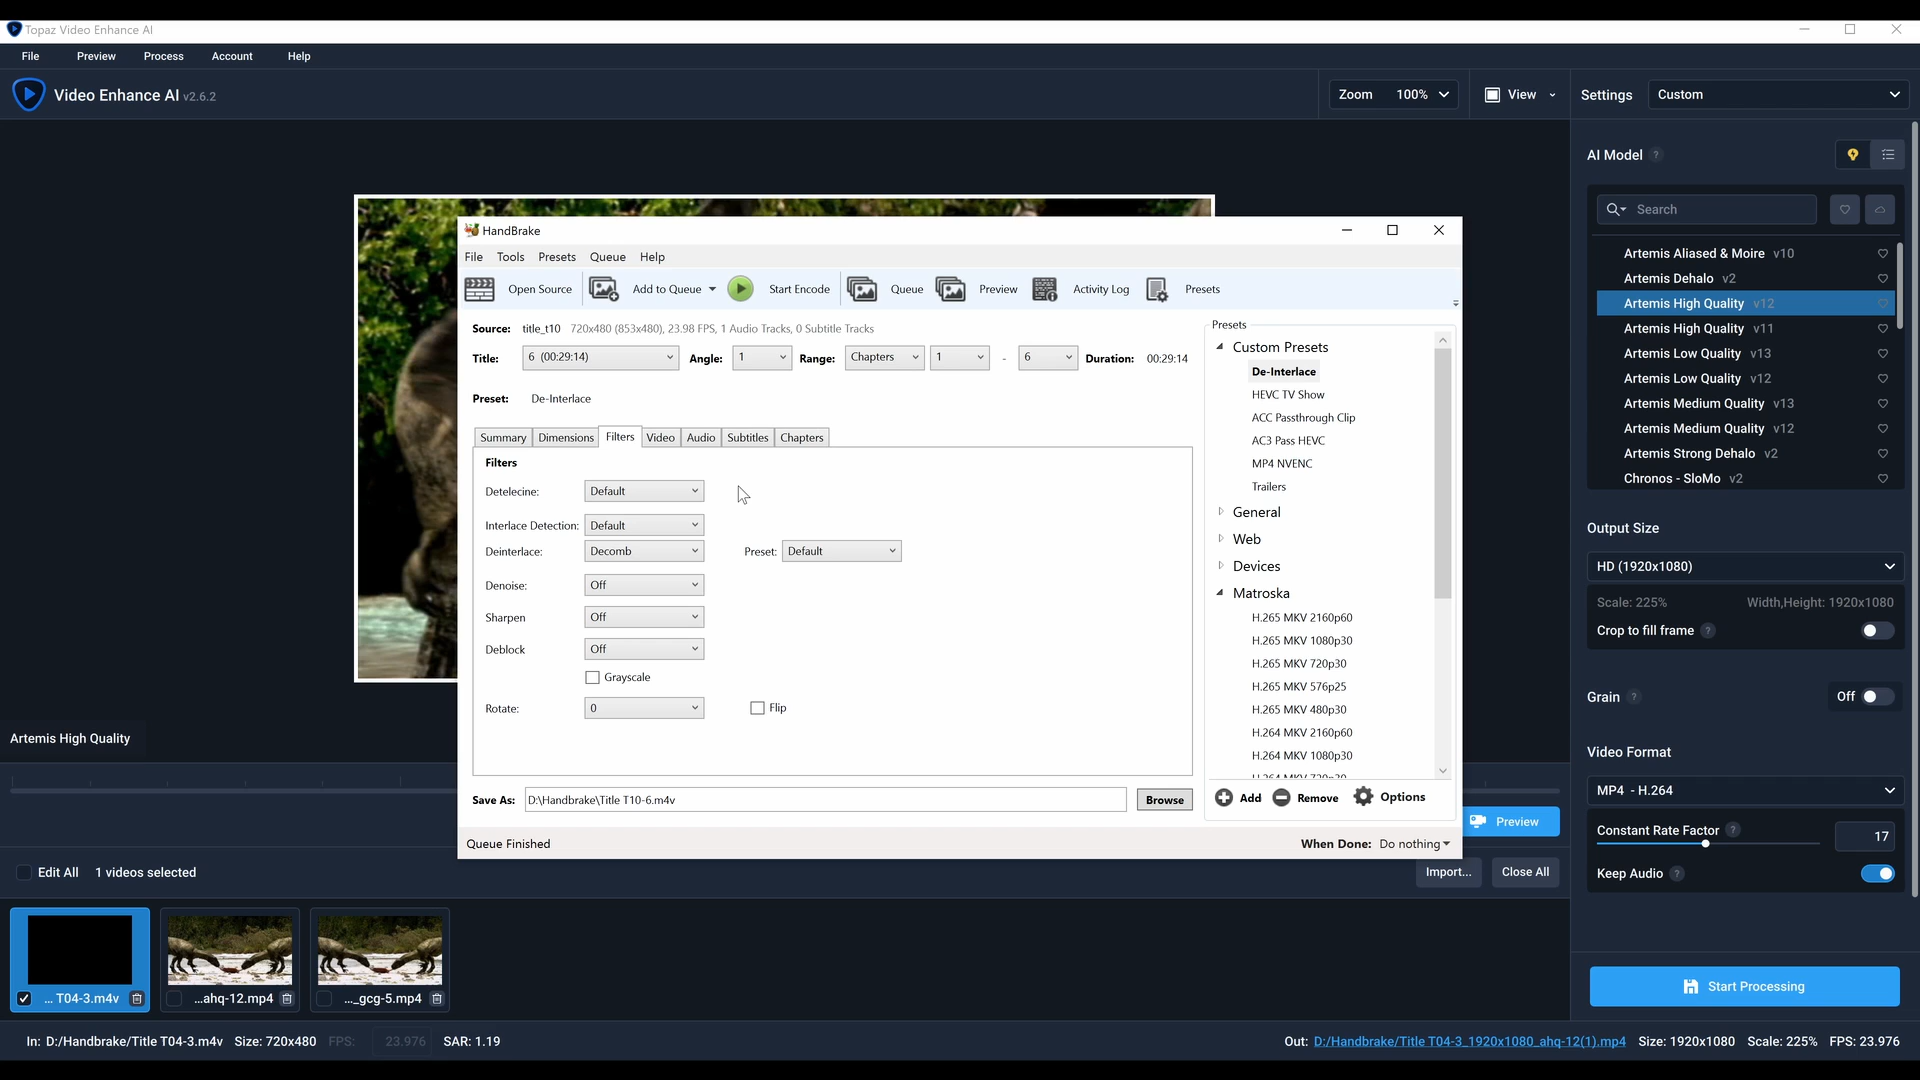 Topaz Video Enhance AI
File Preview Process Account Help
Video Enhance AI v2.6.2
Zoom 100% View Settings Custom
AI Model ?
Search
Artemis Aliased & Moire v10
Artemis Dehalo v2
Artemis High Quality v12
Artemis High Quality v11
Artemis Low Quality v13
Artemis Low Quality v12
Artemis Medium Quality v13
Artemis Medium Quality v12
Artemis Strong Dehalo v2
Chronos - SloMo v2
Output Size
HD (1920x1080)
Scale: 225% Width,Height: 1920x1080
Crop to fill frame ?
Grain ? Off
Video Format
MP4 - H.264
Constant Rate Factor ? 17
Keep Audio ?
Start Processing
HandBrake
File Tools Presets Queue Help
Open Source Add to Queue Start Encode Queue Preview Activity Log Presets
Source: title_t10 720x480 (853x480), 23.98 FPS, 1 Audio Tracks, 0 Subtitle Tracks
Title: 6 (00:29:14) Angle: 1 Range: Chapters 1 - 6 Duration: 00:29:14
Preset: De-Interlace
Summary Dimensions Filters Video Audio Subtitles Chapters
Filters
Detelecine: Default
Interlace Detection: Default
Deinterlace: Decomb Preset: Default
Denoise: Off
Sharpen Off
Deblock Off
Grayscale
Rotate: 0 Flip
Save As: D:\Handbrake\Title T10-6.m4v Browse
Presets
Custom Presets
De-Interlace
HEVC TV Show
ACC Passthrough Clip
AC3 Pass HEVC
MP4 NVENC
Trailers
General
Web
Devices
Matroska
H.265 MKV 2160p60
H.265 MKV 1080p30
H.265 MKV 720p30
H.265 MKV 576p25
H.265 MKV 480p30
H.264 MKV 2160p60
H.264 MKV 1080p30
H.264 MKV 720p30
Add Remove Options
Queue Finished When Done: Do nothing
Artemis High Quality
Preview
Edit All 1 videos selected Import... Close All
... T04-3.m4v ...ahq-12.mp4 ..._gcg-5.mp4
In: D:/Handbrake/Title T04-3.m4v Size: 720x480 FPS: 23.976 SAR: 1.19
Out: D:/Handbrake/Title T04-3_1920x1080_ahq-12(1).mp4 Size: 1920x1080 Scale: 225% FPS: 23.976